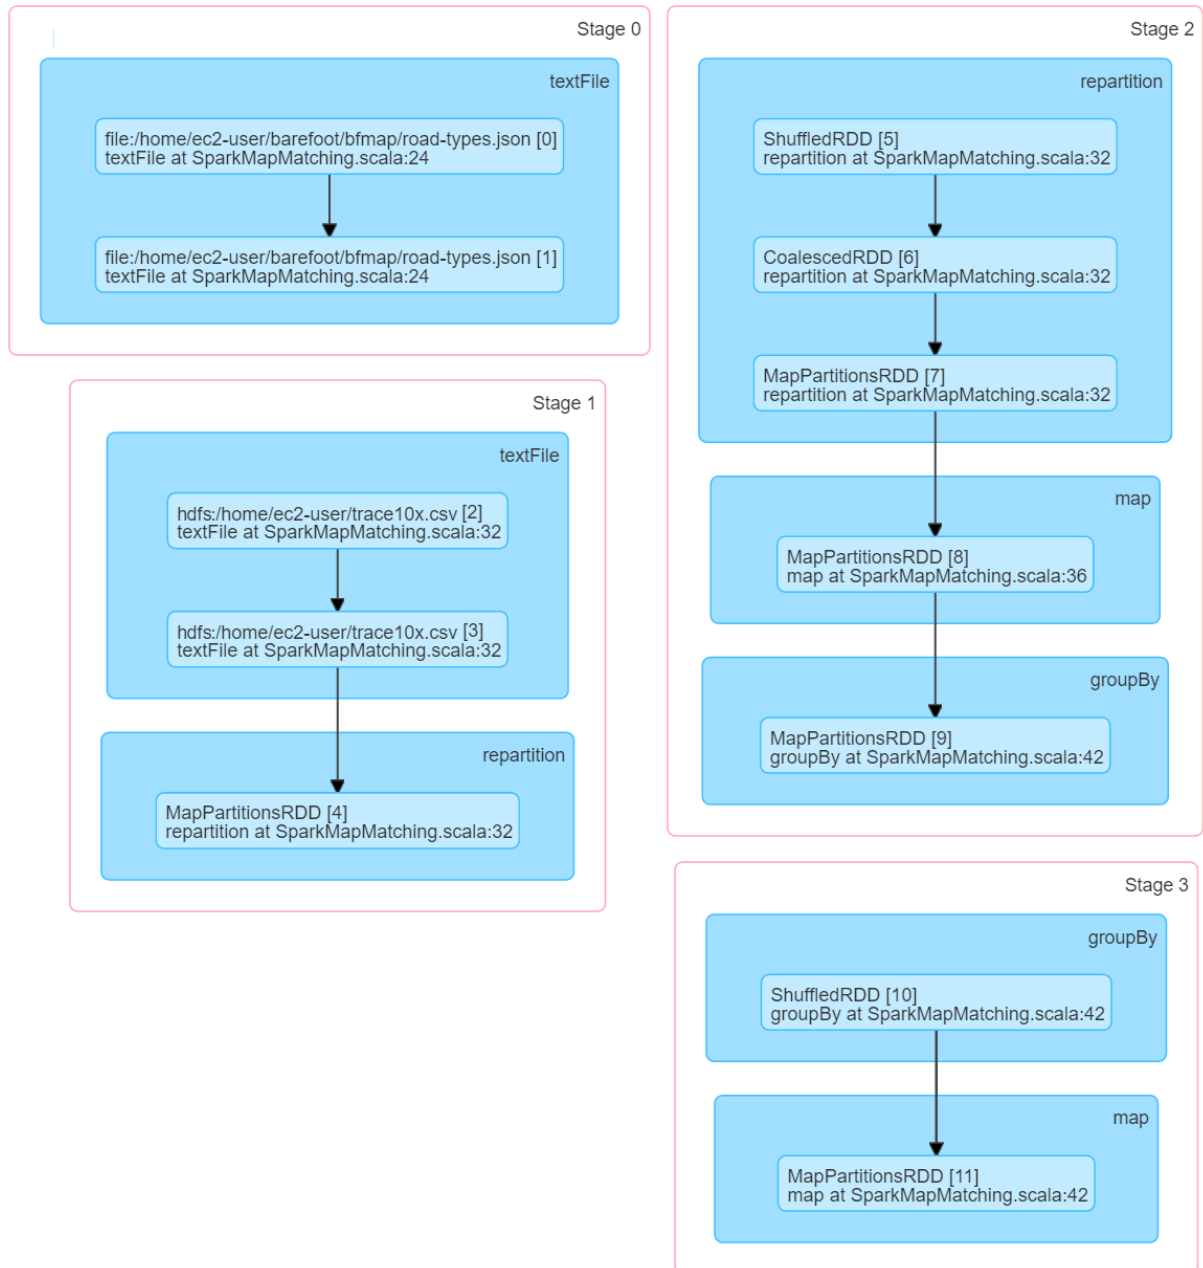 Stage 0
textFile
file:/home/ec2-user/barefoot/bfmap/road-types.json [0]
textFile at SparkMapMatching.scala:24
file:/home/ec2-user/barefoot/bfmap/road-types.json [1]
textFile at SparkMapMatching.scala:24
Stage 1
textFile
hdfs:/home/ec2-user/trace10x.csv [2]
textFile at SparkMapMatching.scala:32
hdfs:/home/ec2-user/trace10x.csv [3]
textFile at SparkMapMatching.scala:32
repartition
MapPartitionsRDD [4]
repartition at SparkMapMatching.scala:32
Stage 2
repartition
ShuffledRDD [5]
repartition at SparkMapMatching.scala:32
CoalescedRDD [6]
repartition at SparkMapMatching.scala:32
MapPartitionsRDD [7]
repartition at SparkMapMatching.scala:32
map
MapPartitionsRDD [8]
map at SparkMapMatching.scala:36
groupBy
MapPartitionsRDD [9]
groupBy at SparkMapMatching.scala:42
Stage 3
groupBy
ShuffledRDD [10]
groupBy at SparkMapMatching.scala:42
map
MapPartitionsRDD [11]
map at SparkMapMatching.scala:42